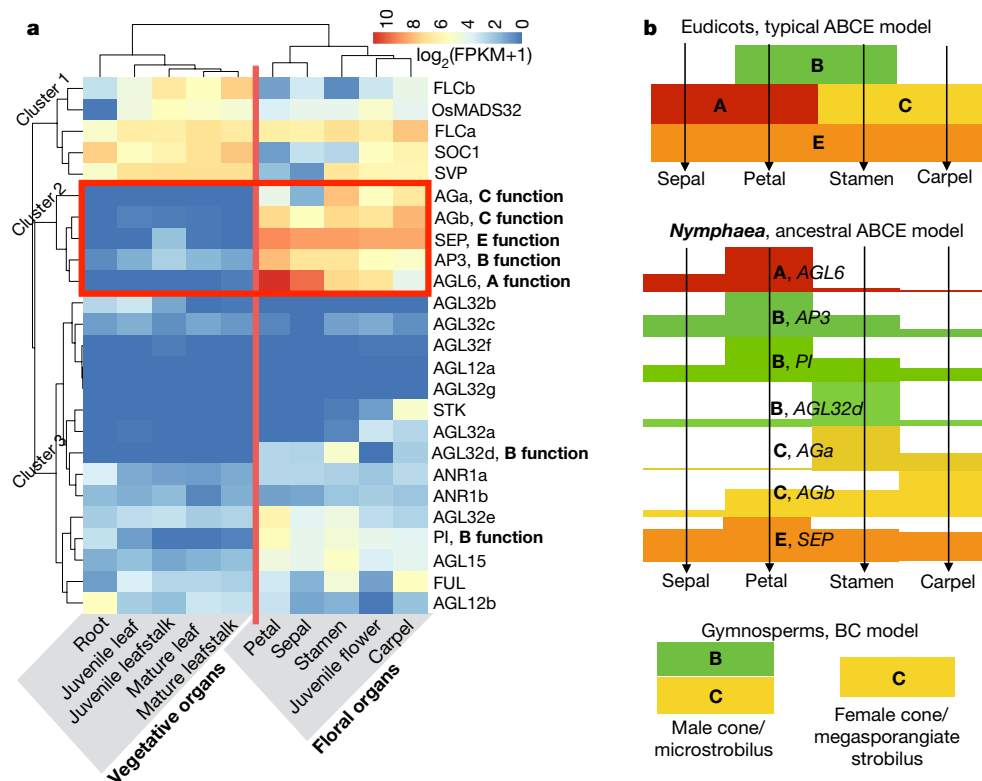 a
10 8 6 4 2 0
log2(FPKM+1)
Cluster 1
Cluster 2
Cluster 3
FLCb
OsMADS32
FLCa
SOC1
SVP
AGa, C function
AGb, C function
SEP, E function
AP3, B function
AGL6, A function
AGL32b
AGL32c
AGL32f
AGL12a
AGL32g
STK
AGL32a
AGL32d, B function
ANR1a
ANR1b
AGL32e
PI, B function
AGL15
FUL
AGL12b
Root
Juvenile leaf
Juvenile leafstalk
Mature leaf
Mature leafstalk
Vegetative organs
Petal
Sepal
Stamen
Juvenile flower
Carpel
Floral organs
b
Eudicots, typical ABCE model
B
A C
E
Sepal Petal Stamen Carpel
Nymphaea, ancestral ABCE model
A, AGL6
B, AP3
B, PI
B, AGL32d
C, AGa
C, AGb
E, SEP
Sepal Petal Stamen Carpel
Gymnosperms, BC model
B
C
Male cone/
microstrobilus
C
Female cone/
megasporangiate
strobilus